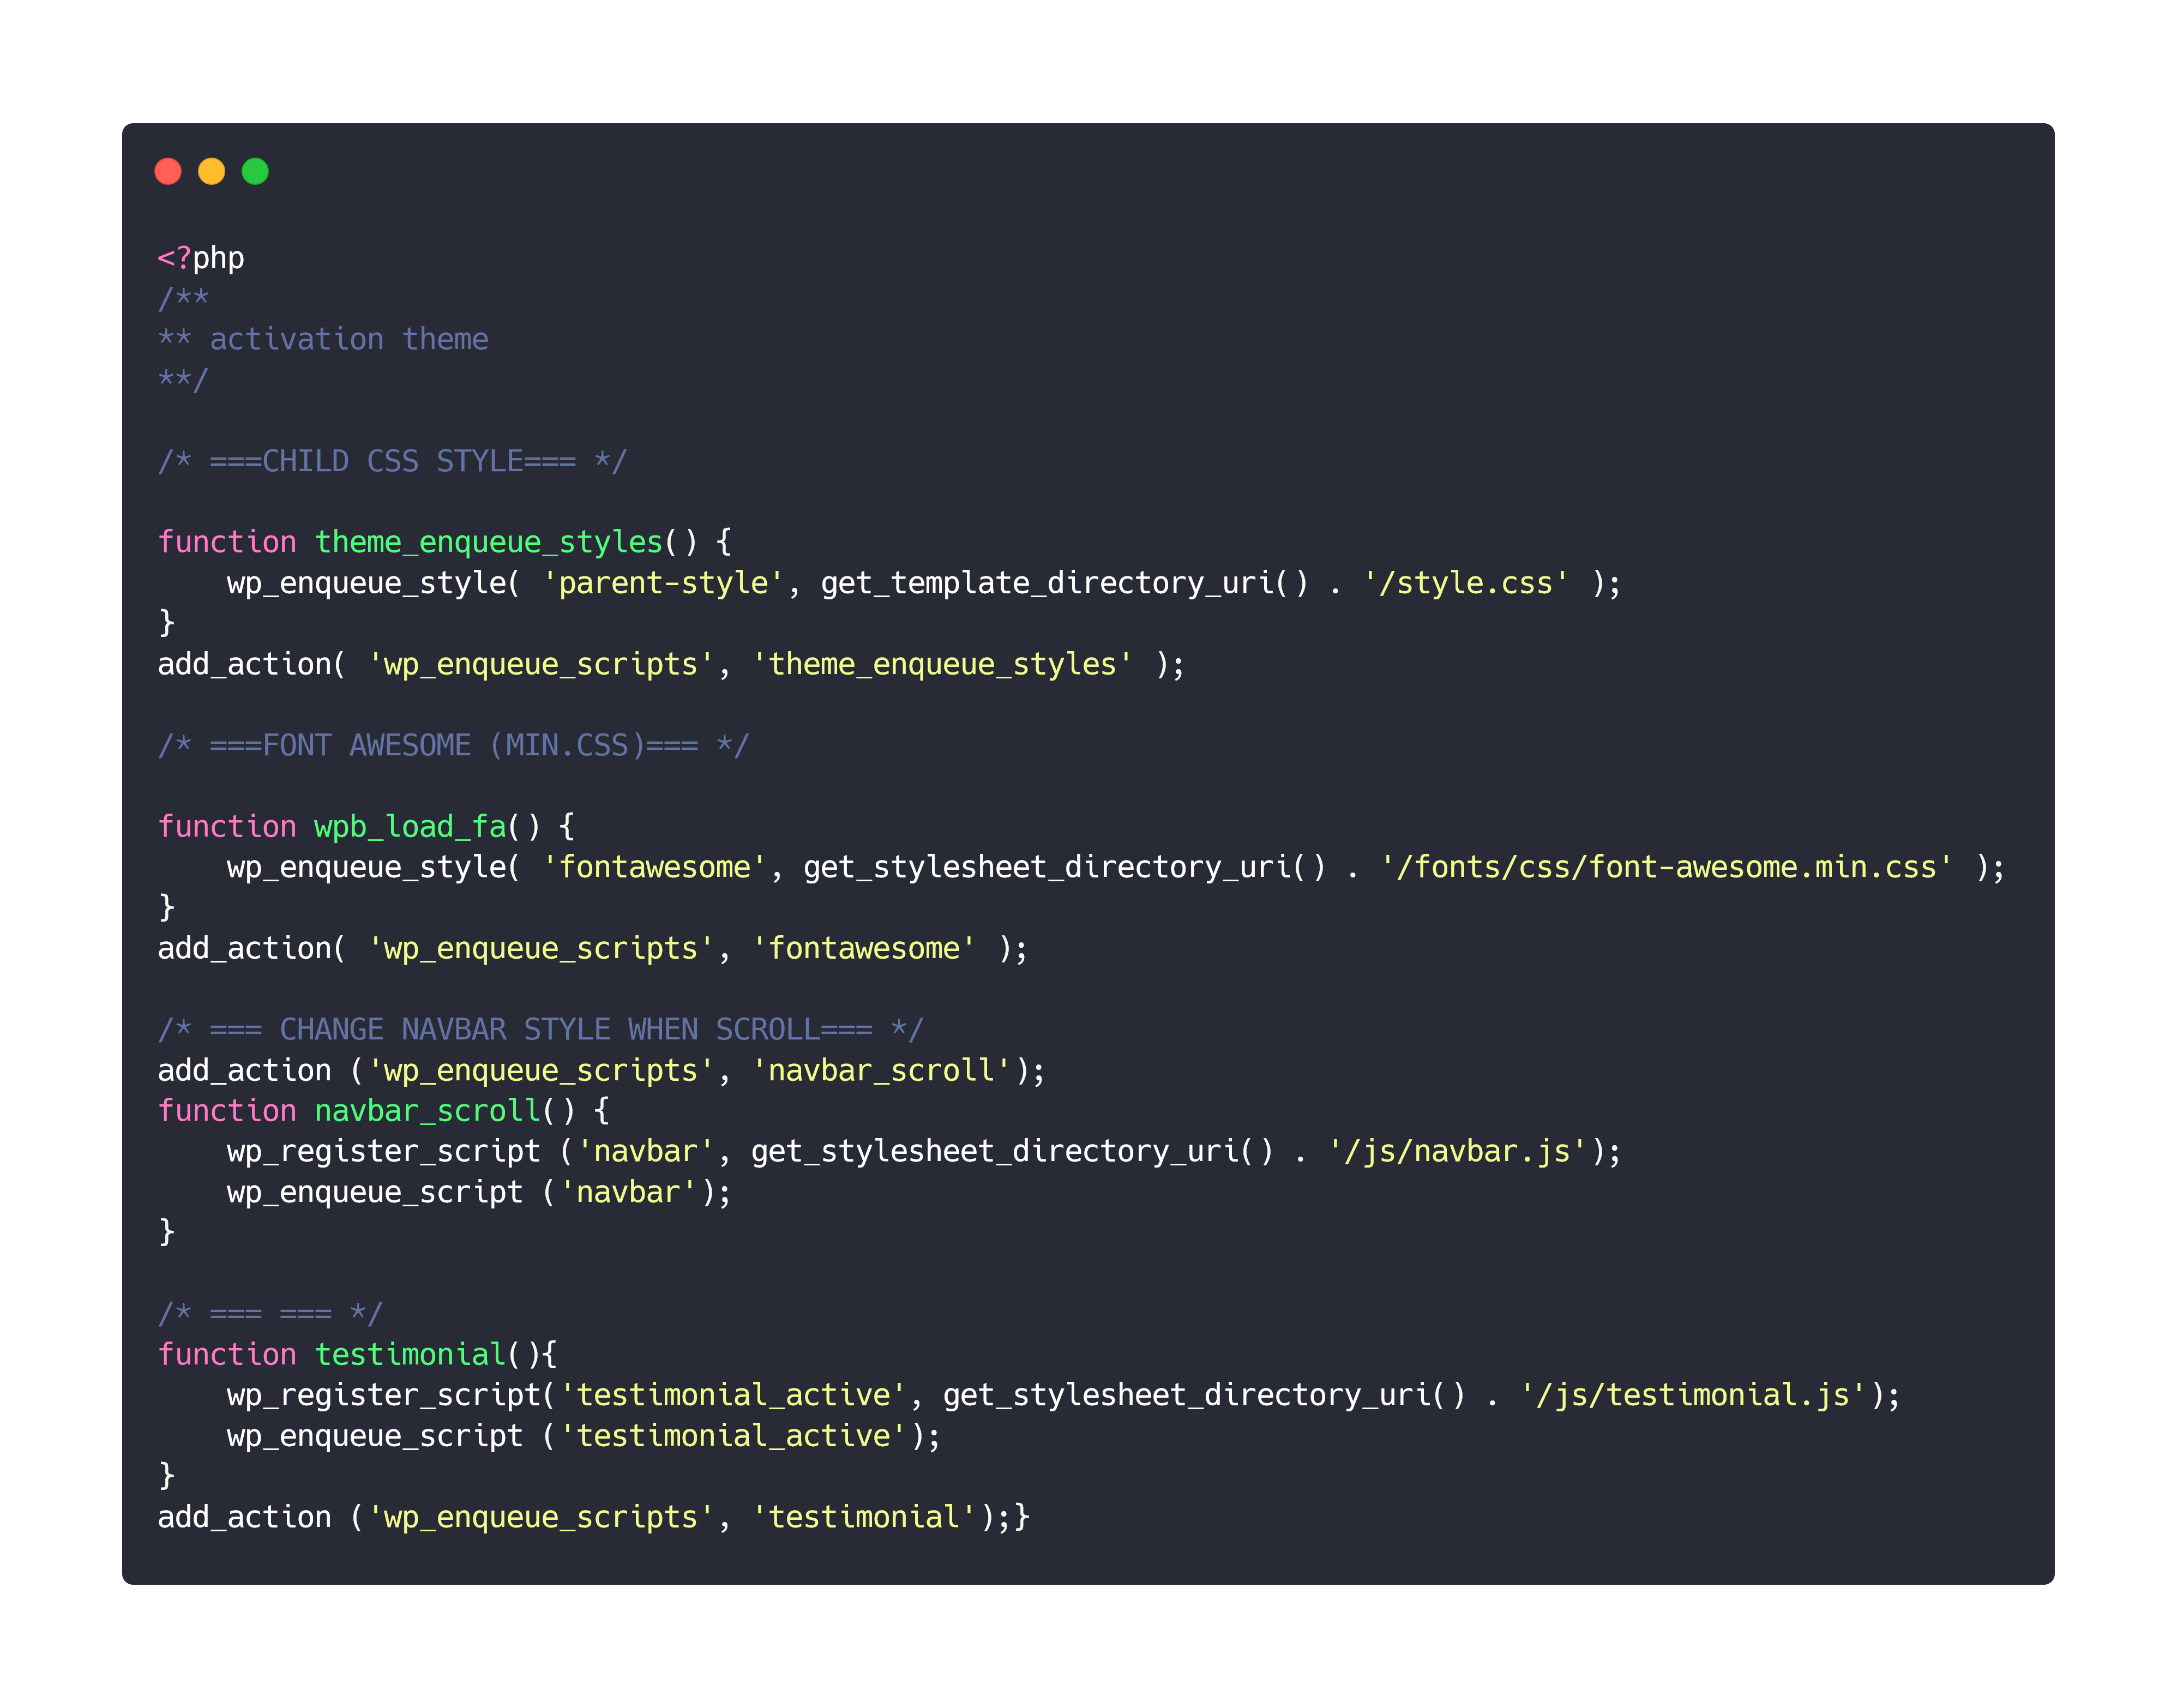 <?php
/**
** activation theme
**/
/* ===CHILD CSS STYLE=== */
function theme_enqueue_styles() {
    wp_enqueue_style( 'parent-style', get_template_directory_uri() . '/style.css' );
}
add_action( 'wp_enqueue_scripts', 'theme_enqueue_styles' );
/* ===FONT AWESOME (MIN.CSS)=== */
function wpb_load_fa() {
    wp_enqueue_style( 'fontawesome', get_stylesheet_directory_uri() . '/fonts/css/font-awesome.min.css' );
}
add_action( 'wp_enqueue_scripts', 'fontawesome' );
/* === CHANGE NAVBAR STYLE WHEN SCROLL=== */
add_action ('wp_enqueue_scripts', 'navbar_scroll');
function navbar_scroll() {
    wp_register_script ('navbar', get_stylesheet_directory_uri() . '/js/navbar.js');
    wp_enqueue_script ('navbar');
}
/* === === */
function testimonial(){
    wp_register_script('testimonial_active', get_stylesheet_directory_uri() . '/js/testimonial.js');
    wp_enqueue_script ('testimonial_active');
}
add_action ('wp_enqueue_scripts', 'testimonial');}